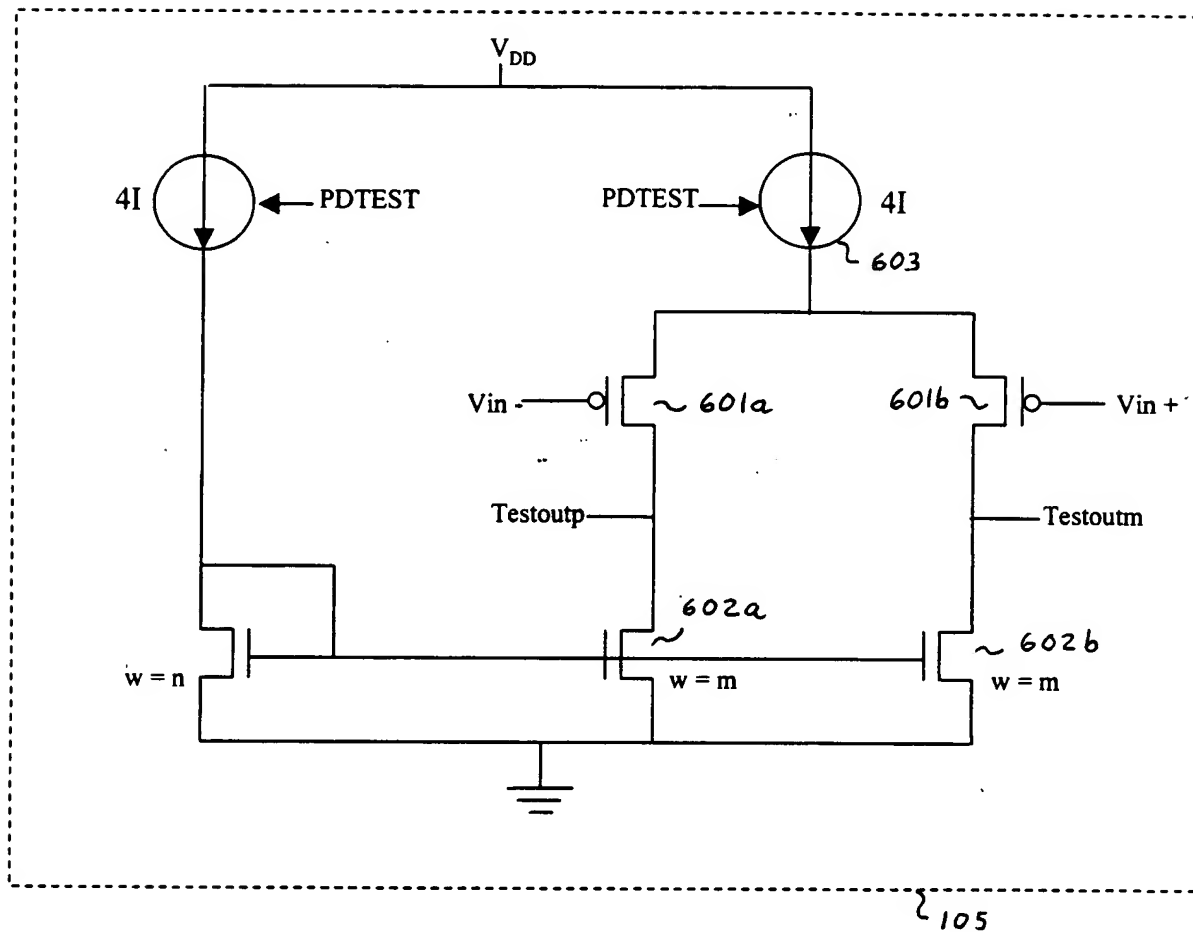 V_DD
4I
PDTEST
PDTEST
4I
603
Vin -
601a
601b
Vin +
Testoutp
Testoutm
602a
602b
w = n
w = m
w = m
105